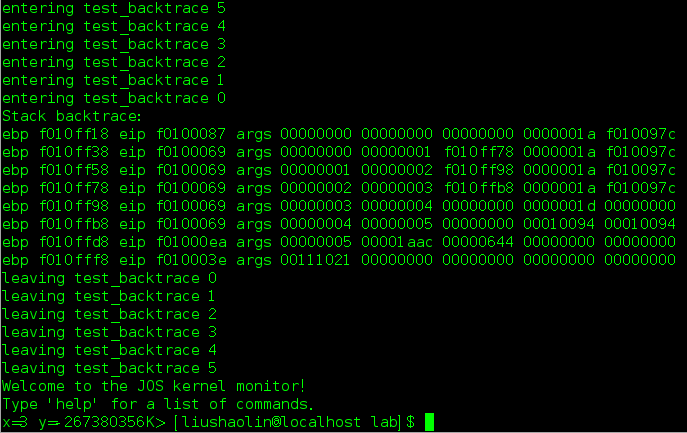 entering test_backtrace 5
entering test_backtrace 4
entering test_backtrace 3
entering test_backtrace 2
entering test_backtrace 1
entering test_backtrace 0
Stack backtrace:
ebp f010ff18 eip f0100087 args 00000000 00000000 00000000 0000001a f010097c
ebp f010ff38 eip f0100069 args 00000000 00000001 f010ff78 0000001a f010097c
ebp f010ff58 eip f0100069 args 00000001 00000002 f010ff98 0000001a f010097c
ebp f010ff78 eip f0100069 args 00000002 00000003 f010ffb8 0000001a f010097c
ebp f010ff98 eip f0100069 args 00000003 00000004 00000000 0000001d 00000000
ebp f010ffb8 eip f0100069 args 00000004 00000005 00000000 00010094 00010094
ebp f010ffd8 eip f01000ea args 00000005 00001aac 00000644 00000000 00000000
ebp f010fff8 eip f010003e args 00111021 00000000 00000000 00000000 00000000
leaving test_backtrace 0
leaving test_backtrace 1
leaving test_backtrace 2
leaving test_backtrace 3
leaving test_backtrace 4
leaving test_backtrace 5
Welcome to the JOS kernel monitor!
Type 'help' for a list of commands.
x=3 y=-267380356K> [liushaolin@localhost lab]$